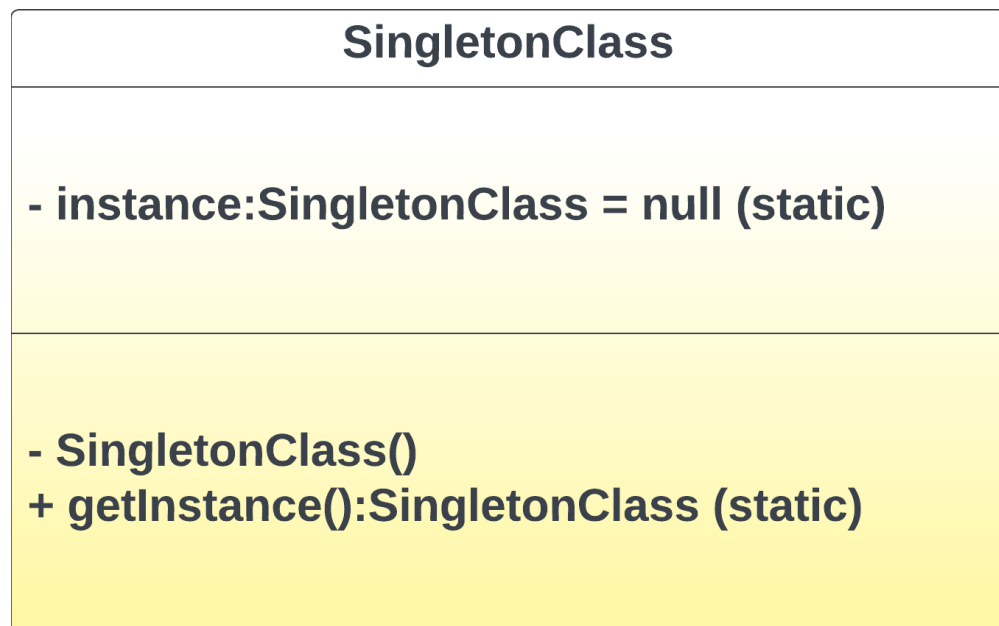 SingletonClass
- instance:SingletonClass = null (static)
- SingletonClass()
+ getInstance():SingletonClass (static)